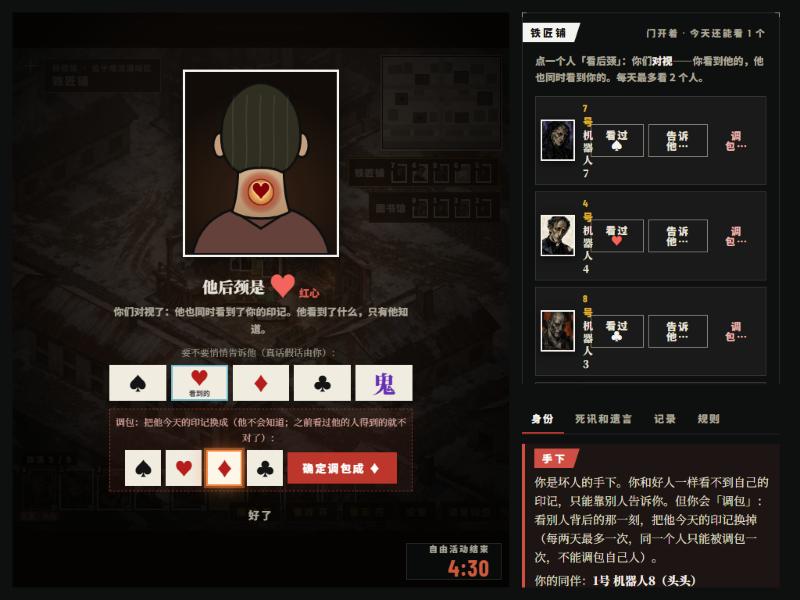 他后颈是 红心
你们对视了：他也同时看到了你的印记。他看到了什么，只有他知
道。
要不要悄悄告诉他（真话假话由你）：
看到的
鬼
调包：把他今天的印记换成（他不会知道；之前看过他的人得到的就不
对了）：
确定调包成 ♦
好了
自由活动结束
4:30
铁匠铺
门开着 · 今天还能看 1 个
点一个人「看后颈」：你们对视——你看到他的，他
也同时看到你的。每天最多看 2 个人。
7号 机器人7
看过 ♠
告诉他…
调包…
4号 机器人4
看过 ♥
告诉他…
调包…
8号 机器人3
看过 ♣
告诉他…
调包…
身份
死讯和遗言
记录
规则
手下
你是坏人的手下。你和好人一样看不到自己的
印记，只能靠别人告诉你。但你会「调包」：
看别人背后的那一刻，把他今天的印记换掉
（每两天最多一次，同一个人只能被调包一
次，不能调包自己人）。
你的同伴：1号 机器人8（头头）